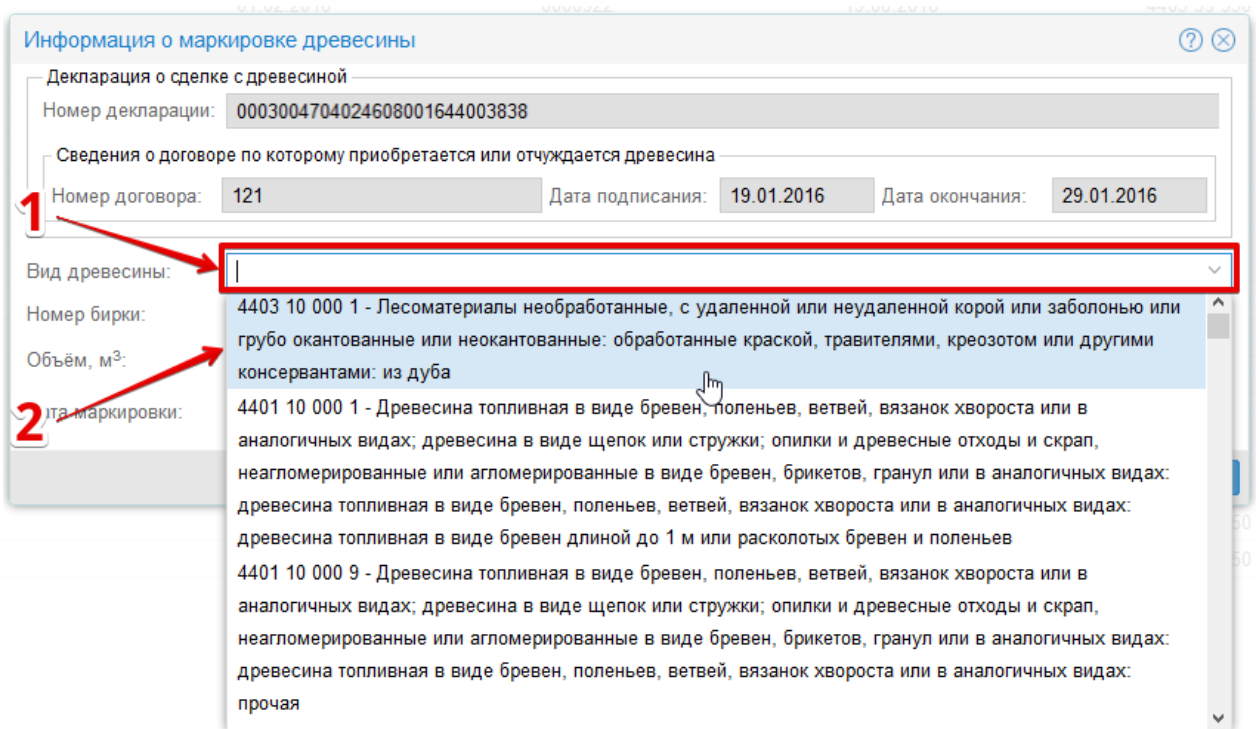 Информация о маркировке древесины
Декларация о сделке с древесиной
Номер декларации: 0003004704024608001644003838
Сведения о договоре по которому приобретается или отчуждается древесина
Номер договора: 121 Дата подписания: 19.01.2016 Дата окончания: 29.01.2016
1
Вид древесины:
Номер бирки:
Объём, м³:
2
маркировки:
4403 10 000 1 - Лесоматериалы необработанные, с удаленной или неудаленной корой или заболонью или
грубо окантованные или неокантованные: обработанные краской, травителями, креозотом или другими
консервантами: из дуба
4401 10 000 1 - Древесина топливная в виде бревен, поленьев, ветвей, вязанок хвороста или в
аналогичных видах; древесина в виде щепок или стружки; опилки и древесные отходы и скрап,
неагломерированные или агломерированные в виде бревен, брикетов, гранул или в аналогичных видах:
древесина топливная в виде бревен, поленьев, ветвей, вязанок хвороста или в аналогичных видах:
древесина топливная в виде бревен длиной до 1 м или расколотых бревен и поленьев
4401 10 000 9 - Древесина топливная в виде бревен, поленьев, ветвей, вязанок хвороста или в
аналогичных видах; древесина в виде щепок или стружки; опилки и древесные отходы и скрап,
неагломерированные или агломерированные в виде бревен, брикетов, гранул или в аналогичных видах:
древесина топливная в виде бревен, поленьев, ветвей, вязанок хвороста или в аналогичных видах:
прочая